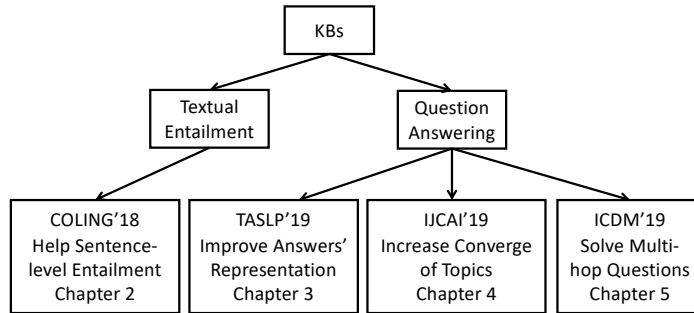 KBs
Textual
Entailment
Question
Answering
COLING'18
Help Sentence-
level Entailment
Chapter 2
TASLP'19
Improve Answers'
Representation
Chapter 3
IJCAI'19
Increase Converge
of Topics
Chapter 4
ICDM'19
Solve Multi-
hop Questions
Chapter 5